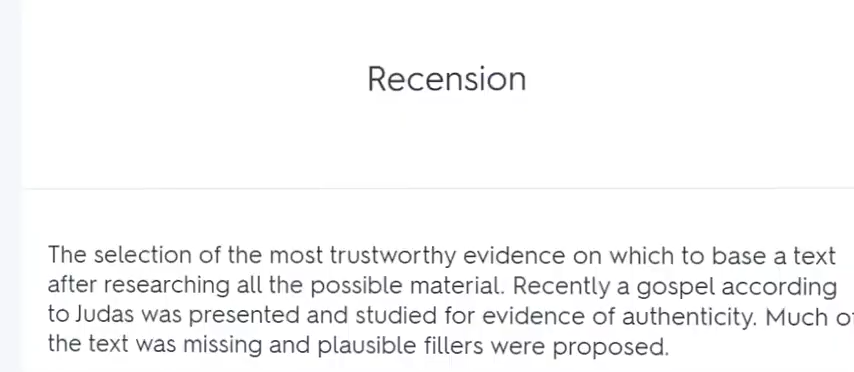 Recension
The selection of the most trustworthy evidence on which to base a text
after researching all the possible material. Recently a gospel according
to Judas was presented and studied for evidence of authenticity. Much
the text was missing and plausible fillers were proposed.